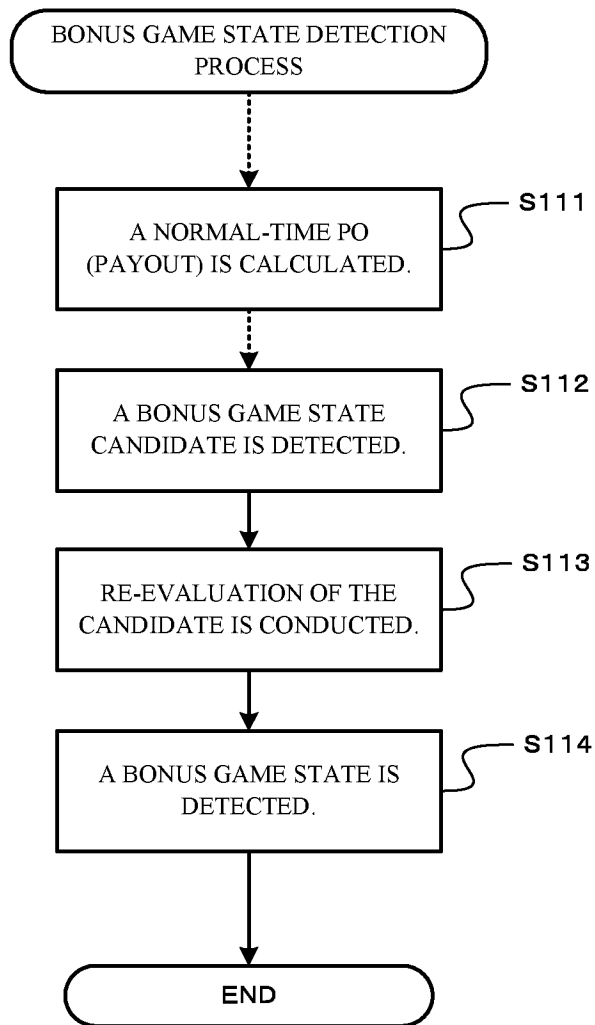 BONUS GAME STATE DETECTION
PROCESS
S111
A NORMAL-TIME PO
(PAYOUT) IS CALCULATED.
S112
A BONUS GAME STATE
CANDIDATE IS DETECTED.
S113
RE-EVALUATION OF THE
CANDIDATE IS CONDUCTED.
S114
A BONUS GAME STATE IS
DETECTED.
END